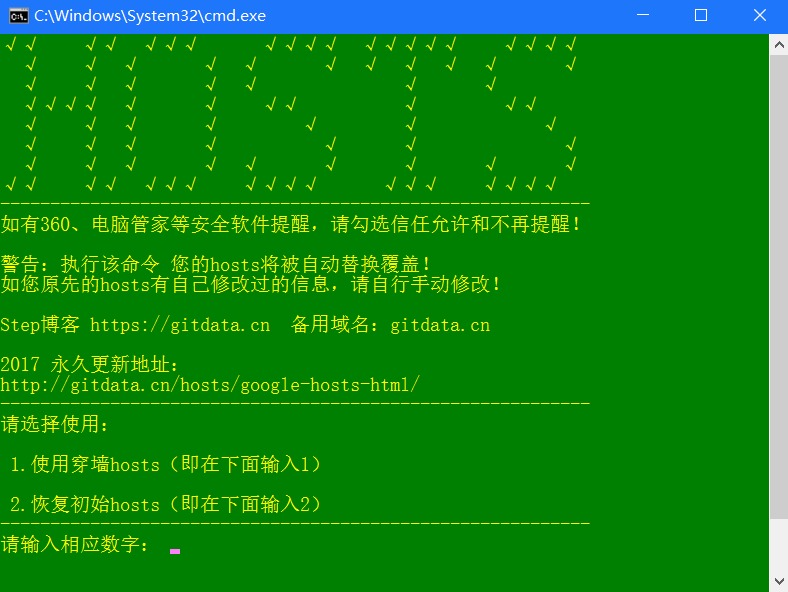 C:\Windows\System32\cmd.exe
√√  √√ √√√   √√√√ √√√√√  √√√√
√  √ √   √ √   √ √ √ √ √   √
√  √ √   √ √       √   √
√√√√ √   √  √√     √    √√
√  √ √   √    √    √      √
√  √ √   √     √   √       √
√  √ √   √ √   √   √   √   √
√√  √√ √√√  √√√√   √√√  √√√√
-----------------------------------------------------------
如有360、电脑管家等安全软件提醒，请勾选信任允许和不再提醒！
警告：执行该命令 您的hosts将被自动替换覆盖！
如您原先的hosts有自己修改过的信息，请自行手动修改！
Step博客 https://gitdata.cn 备用域名：gitdata.cn
2017 永久更新地址：
http://gitdata.cn/hosts/google-hosts-html/
-----------------------------------------------------------
请选择使用：
1.使用穿墙hosts（即在下面输入1）
2.恢复初始hosts（即在下面输入2）
-----------------------------------------------------------
请输入相应数字：